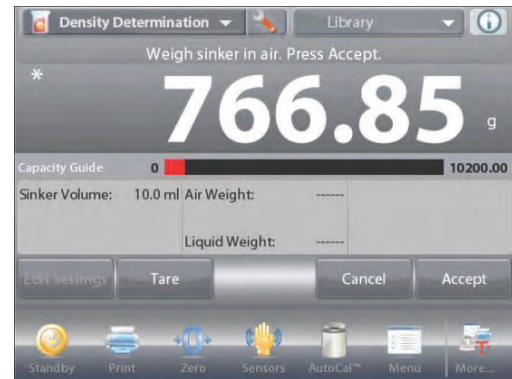 Density Determination Library
Weigh sinker in air. Press Accept.
*
766.85 g
Capacity Guide 0 10200.00
Sinker Volume: 10.0 ml Air Weight: ------
Liquid Weight: ------
Edit Settings Tare Cancel Accept
Standby Print Zero Sensors AutoCal™ Menu More...